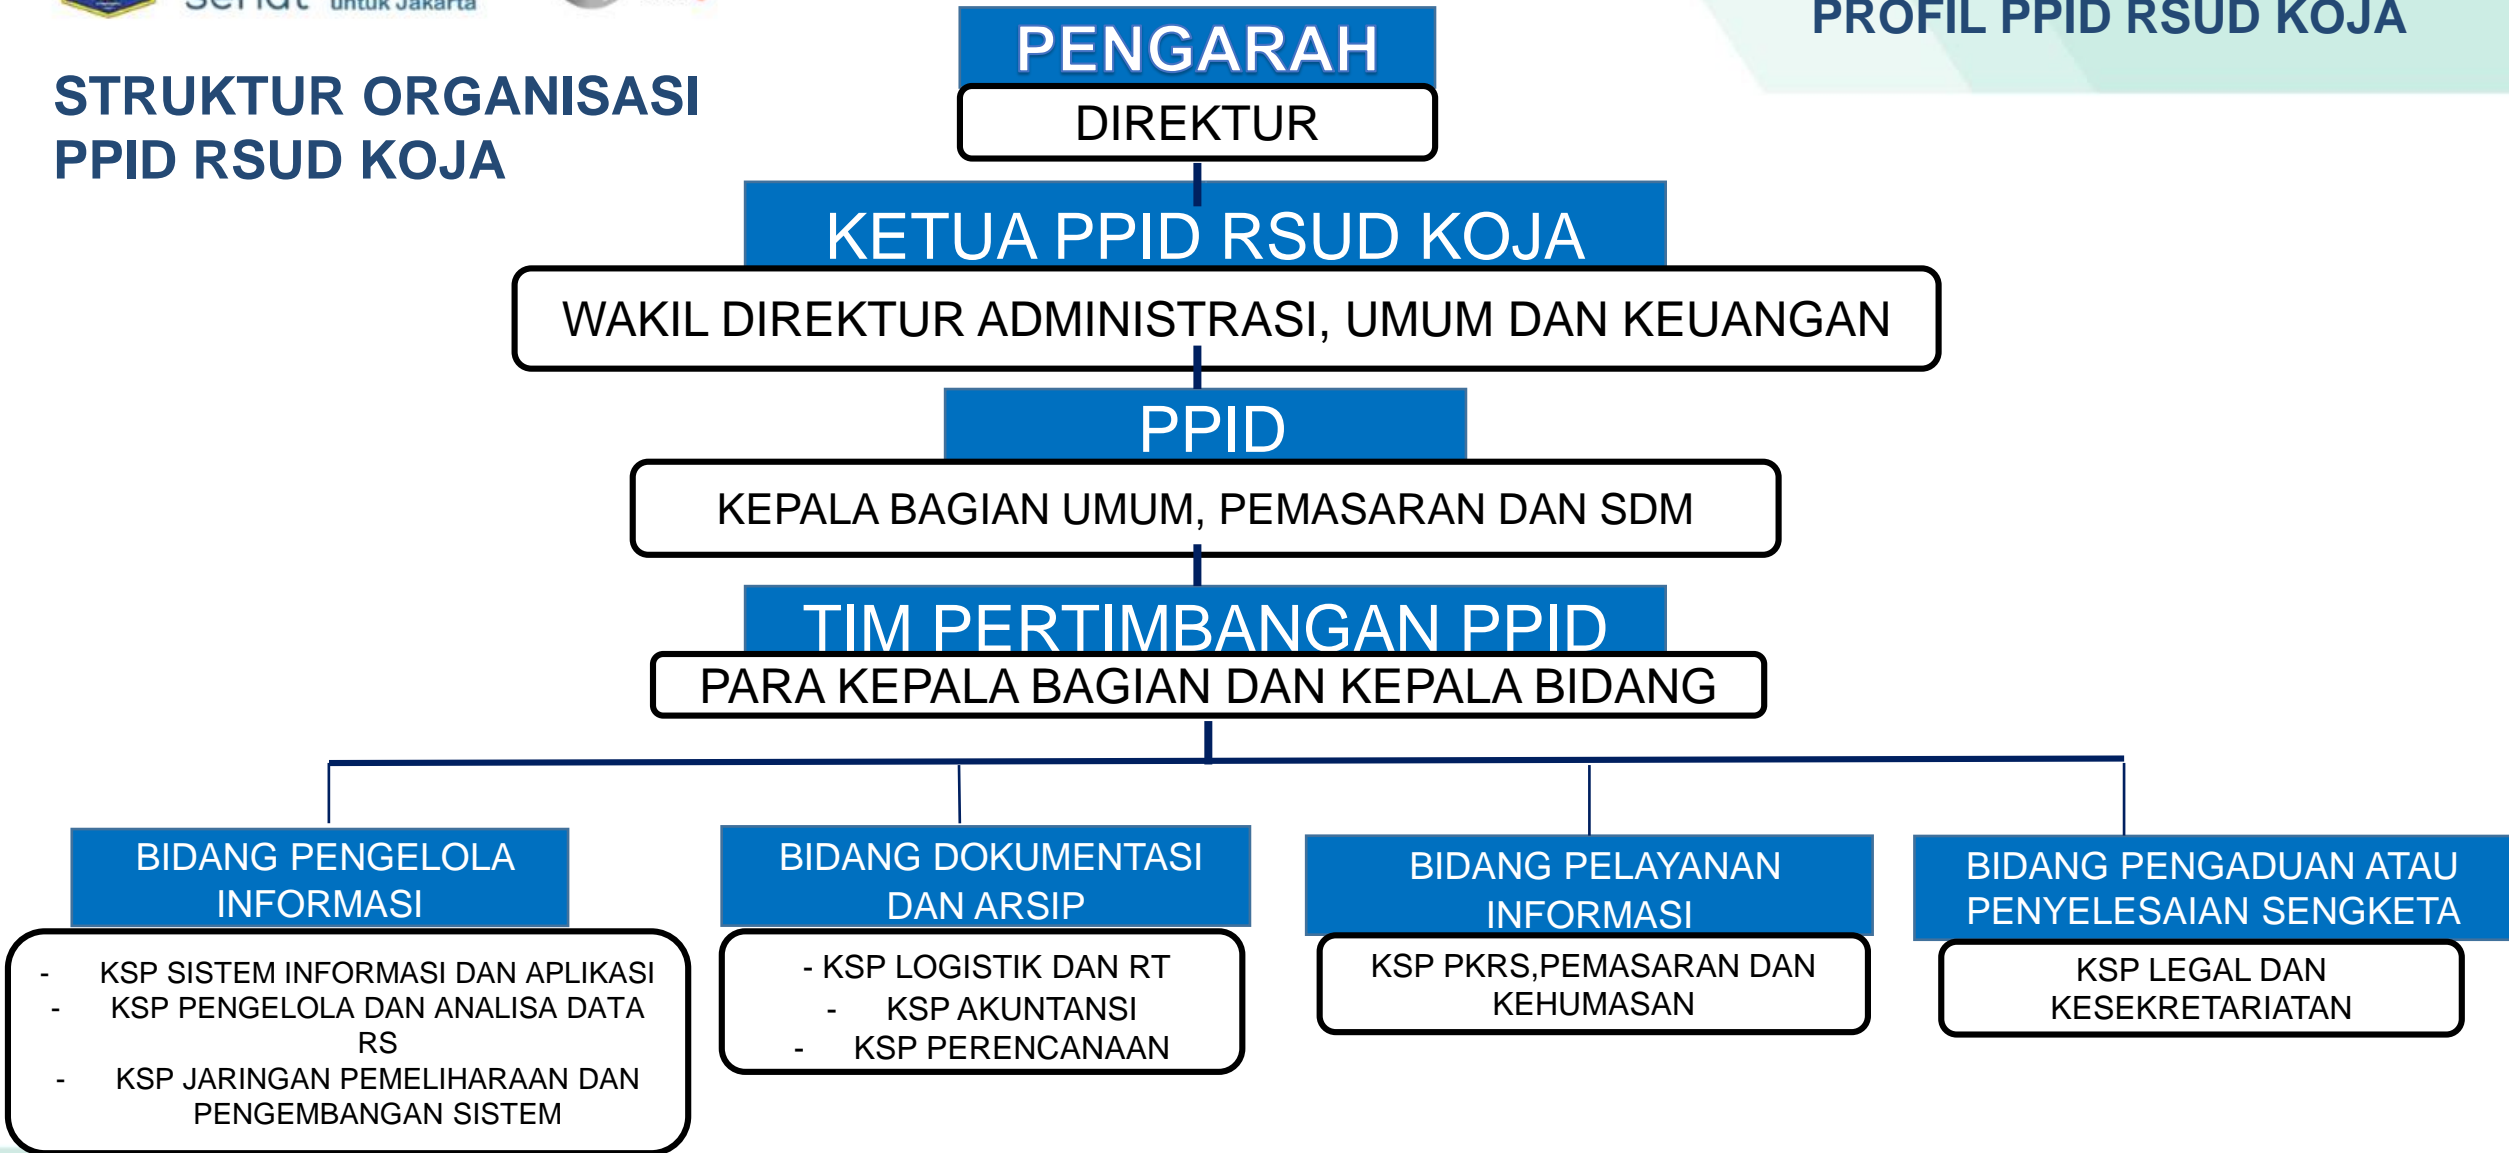 untuk Jakarta
PROFIL PPID RSUD KOJA
STRUKTUR ORGANISASI
PPID RSUD KOJA
PENGARAH
DIREKTUR
KETUA PPID RSUD KOJA
WAKIL DIREKTUR ADMINISTRASI, UMUM DAN KEUANGAN
PPID
KEPALA BAGIAN UMUM, PEMASARAN DAN SDM
TIM PERTIMBANGAN PPID
PARA KEPALA BAGIAN DAN KEPALA BIDANG
BIDANG PENGELOLA
INFORMASI
- KSP SISTEM INFORMASI DAN APLIKASI
- KSP PENGELOLA DAN ANALISA DATA
RS
- KSP JARINGAN PEMELIHARAAN DAN
PENGEMBANGAN SISTEM
BIDANG DOKUMENTASI
DAN ARSIP
- KSP LOGISTIK DAN RT
- KSP AKUNTANSI
- KSP PERENCANAAN
BIDANG PELAYANAN
INFORMASI
KSP PKRS,PEMASARAN DAN
KEHUMASAN
BIDANG PENGADUAN ATAU
PENYELESAIAN SENGKETA
KSP LEGAL DAN
KESEKRETARIATAN